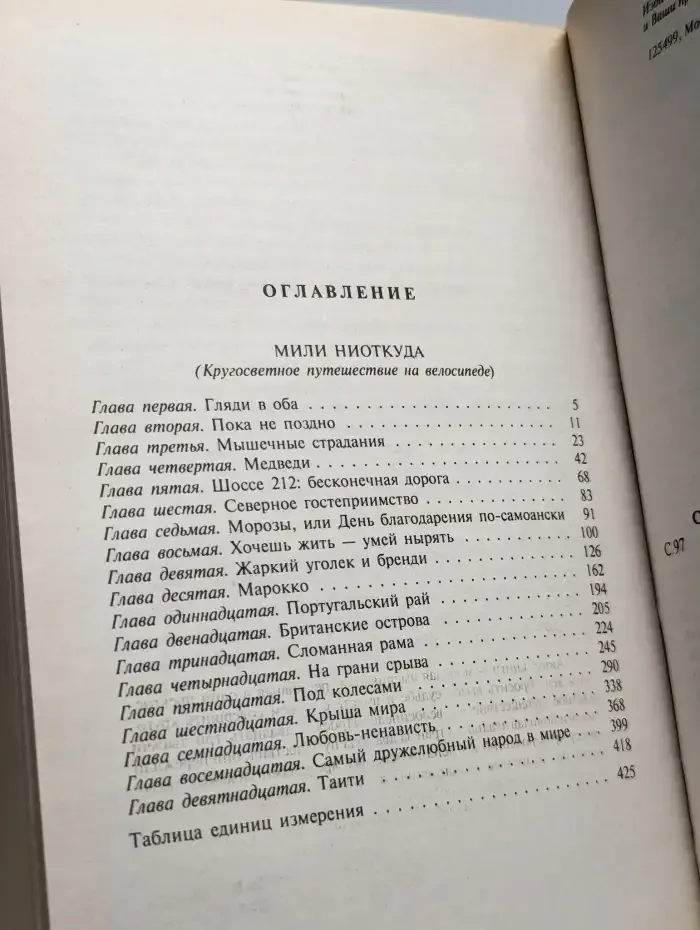 ОГЛАВЛЕНИЕ
МИЛИ НИОТКУДА
(Кругосветное путешествие на велосипеде)
Глава первая. Гляди в оба . . . . . . . . . . . . . . . . . . . . . . . 5
Глава вторая. Пока не поздно . . . . . . . . . . . . . . . . . . . . 11
Глава третья. Мышечные страдания . . . . . . . . . . . . . . . 23
Глава четвертая. Медведи . . . . . . . . . . . . . . . . . . . . . . 42
Глава пятая. Шоссе 212: бесконечная дорога . . . . . . . . . . 68
Глава шестая. Северное гостеприимство . . . . . . . . . . . . . 83
Глава седьмая. Морозы, или День благодарения по-самоански 91
Глава восьмая. Хочешь жить — умей нырять . . . . . . . . . . 100
Глава девятая. Жаркий уголек и бренди . . . . . . . . . . . . . 126
Глава десятая. Марокко . . . . . . . . . . . . . . . . . . . . . . . 162
Глава одиннадцатая. Португальский рай . . . . . . . . . . . . . 194
Глава двенадцатая. Британские острова . . . . . . . . . . . . . 205
Глава тринадцатая. Сломанная рама . . . . . . . . . . . . . . . 224
Глава четырнадцатая. На грани срыва . . . . . . . . . . . . . . 245
Глава пятнадцатая. Под колесами . . . . . . . . . . . . . . . . 290
Глава шестнадцатая. Крыша мира . . . . . . . . . . . . . . . . 338
Глава семнадцатая. Любовь-ненависть . . . . . . . . . . . . . . 368
Глава восемнадцатая. Самый дружелюбный народ в мире . . . 399
Глава девятнадцатая. Таити . . . . . . . . . . . . . . . . . . . . 418
Таблица единиц измерения . . . . . . . . . . . . . . . . . . . . . 425
и Ваши
125499, Мо
С
С.97